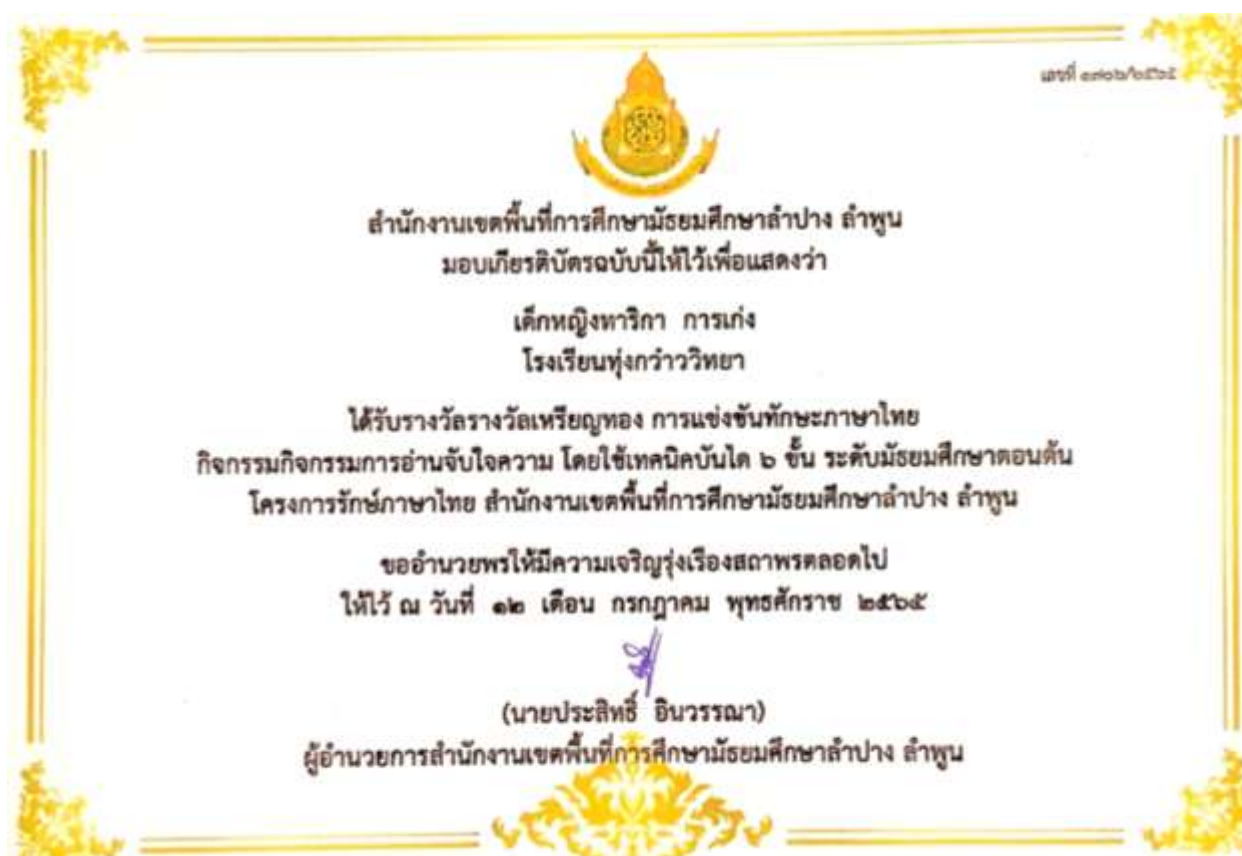 เลขที่ ๑๗๐๒/๒๕๖๕
สำนักงานเขตพื้นที่การศึกษามัธยมศึกษาลำปาง ลำพูน
มอบเกียรติบัตรฉบับนี้ให้ไว้เพื่อแสดงว่า
เด็กหญิงทาริกา การเก่ง
โรงเรียนทุ่งกว๋าววิทยา
ได้รับรางวัลรางวัลเหรียญทอง การแข่งขันทักษะภาษาไทย
กิจกรรมกิจกรรมการอ่านจับใจความ โดยใช้เทคนิคบันได ๖ ขั้น ระดับมัธยมศึกษาตอนต้น
โครงการรักษ์ภาษาไทย สำนักงานเขตพื้นที่การศึกษามัธยมศึกษาลำปาง ลำพูน
ขออำนวยพรให้มีความเจริญรุ่งเรืองสถาพรตลอดไป
ให้ไว้ ณ วันที่ ๑๒ เดือน กรกฎาคม พุทธศักราช ๒๕๖๕
(นายประสิทธิ์ อินวรรณา)
ผู้อำนวยการสำนักงานเขตพื้นที่การศึกษามัธยมศึกษาลำปาง ลำพูน